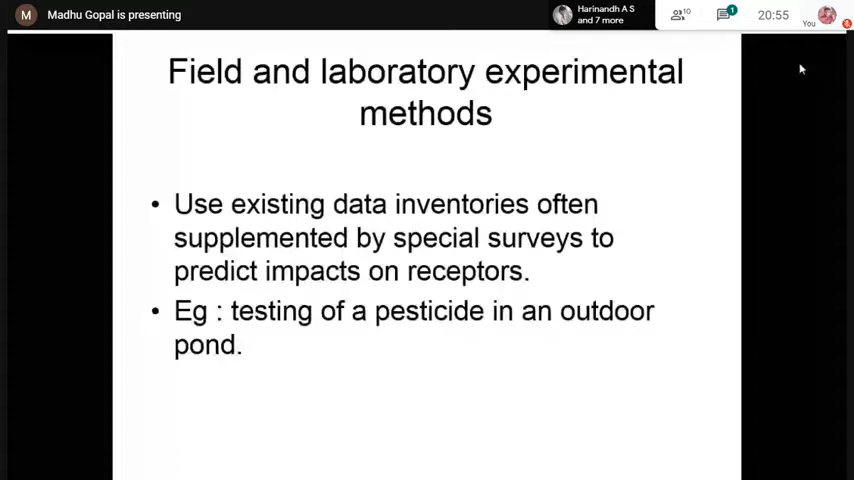 M Madhu Gopal is presenting
Harinandh A S
and 7 more
10
1
20:55
You
Field and laboratory experimental
methods
• Use existing data inventories often
supplemented by special surveys to
predict impacts on receptors.
• Eg : testing of a pesticide in an outdoor
pond.